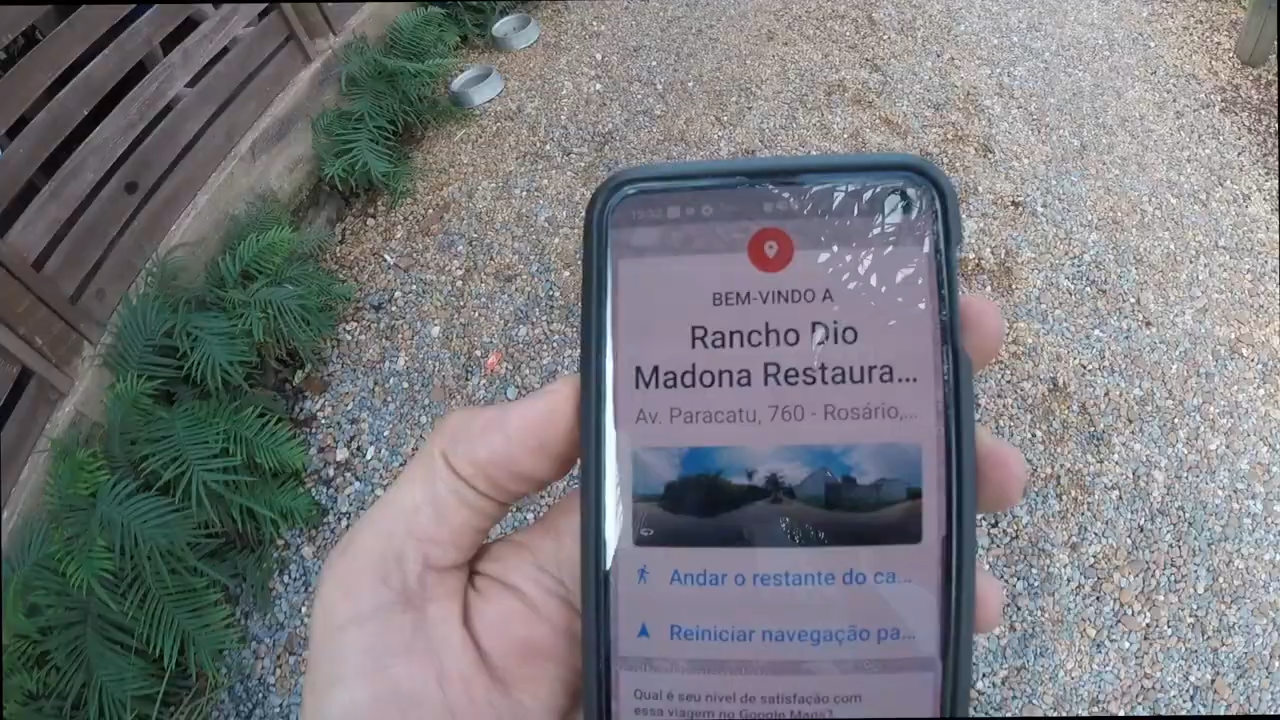 BEM-VINDO A
Rancho Dio
Madona Restaura...
Av. Paracatu, 760 - Rosário,...
Andar o restante do ca...
Reiniciar navegação pa...
Qual é seu nível de satisfação com
essa viagem no Google Maps?